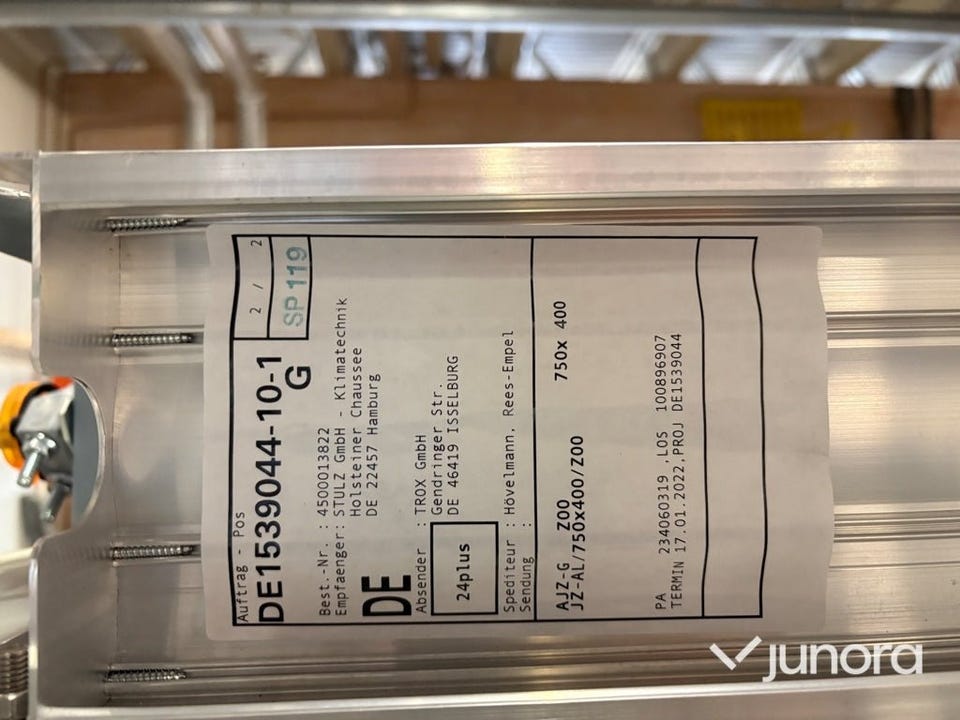 Auftrag - Pos
2 / 2
DE1539044-10-1
G
SP 119
Best.-Nr. : 4500013822
Empfaenger: STULZ GmbH - Klimatechnik
Holsteiner Chaussee
DE 22457 Hamburg
DE
Absender : TROX GmbH
Gendringer Str.
DE 46419 ISSELBURG
24plus
Spediteur : Hövelmann, Rees-Empel
Sendung :
AJZ-G Z00 750x 400
JZ-AL/750x400/Z00
PA 234060319 ,LOS 100896907
TERMIN 17.01.2022,PROJ DE1539044
junora